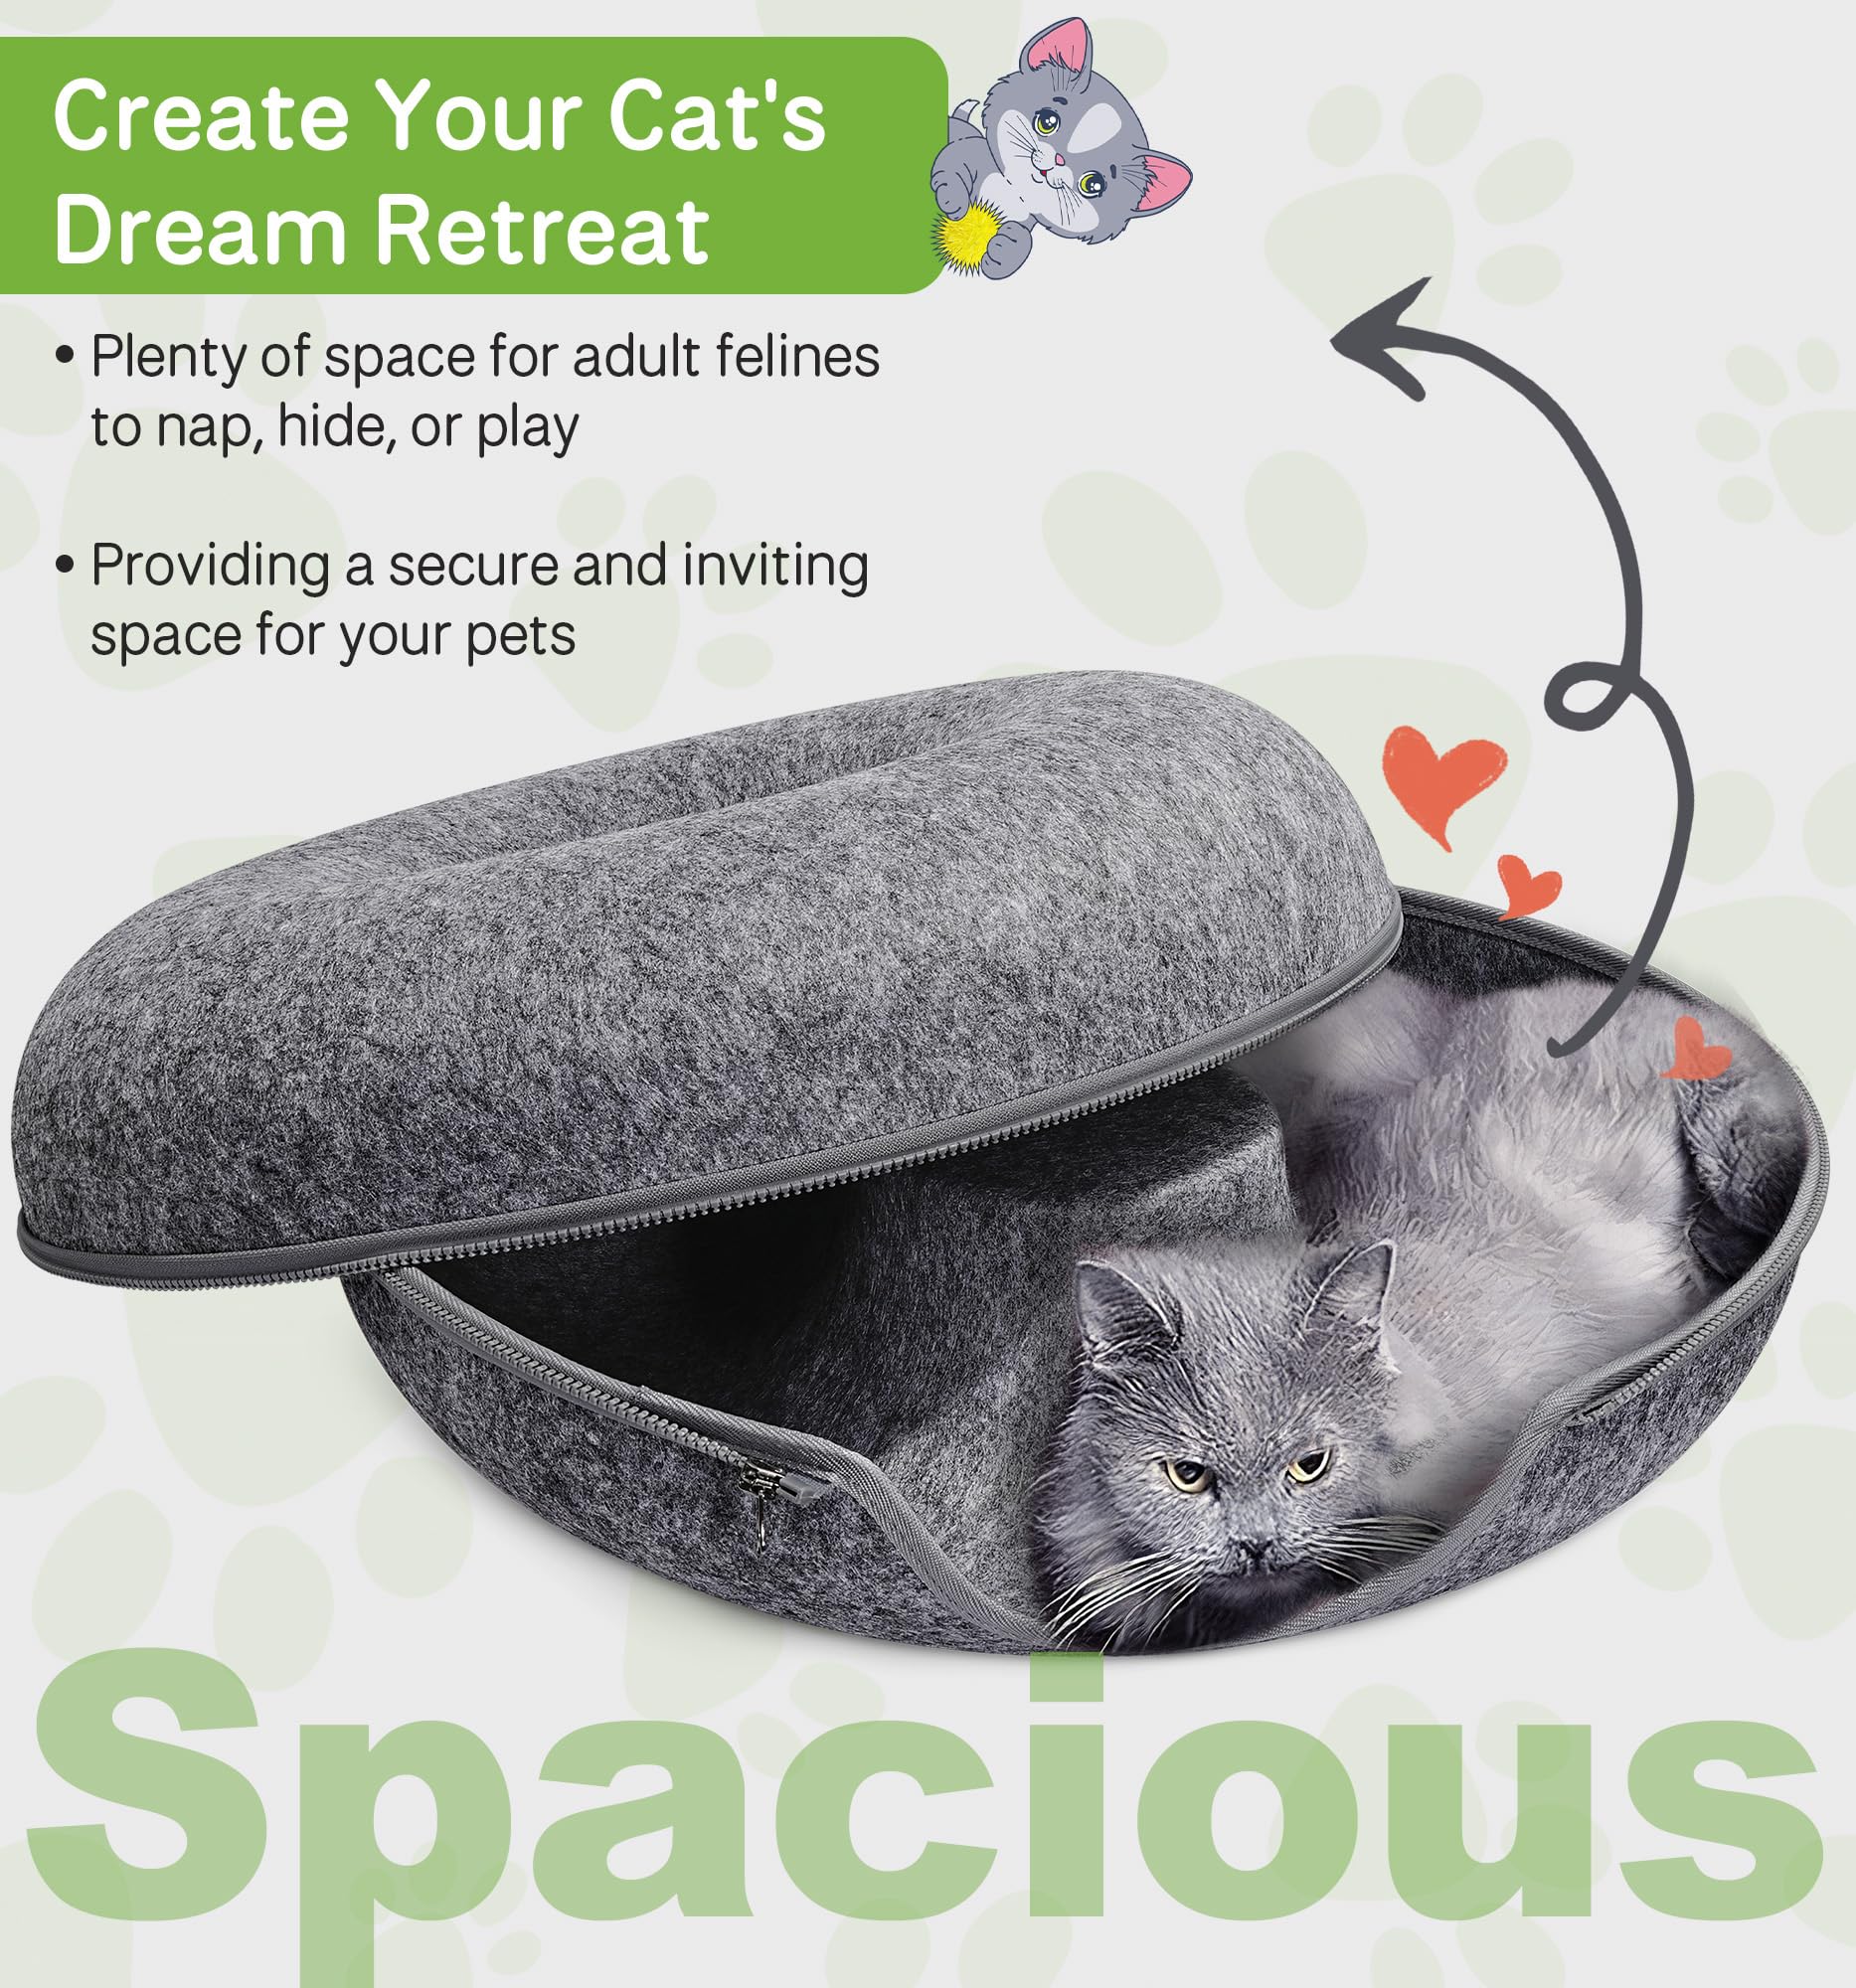 Create Your Cat's
Dream Retreat
• Plenty of space for adult felines
to nap, hide, or play
• Providing a secure and inviting
space for your pets
Spacious